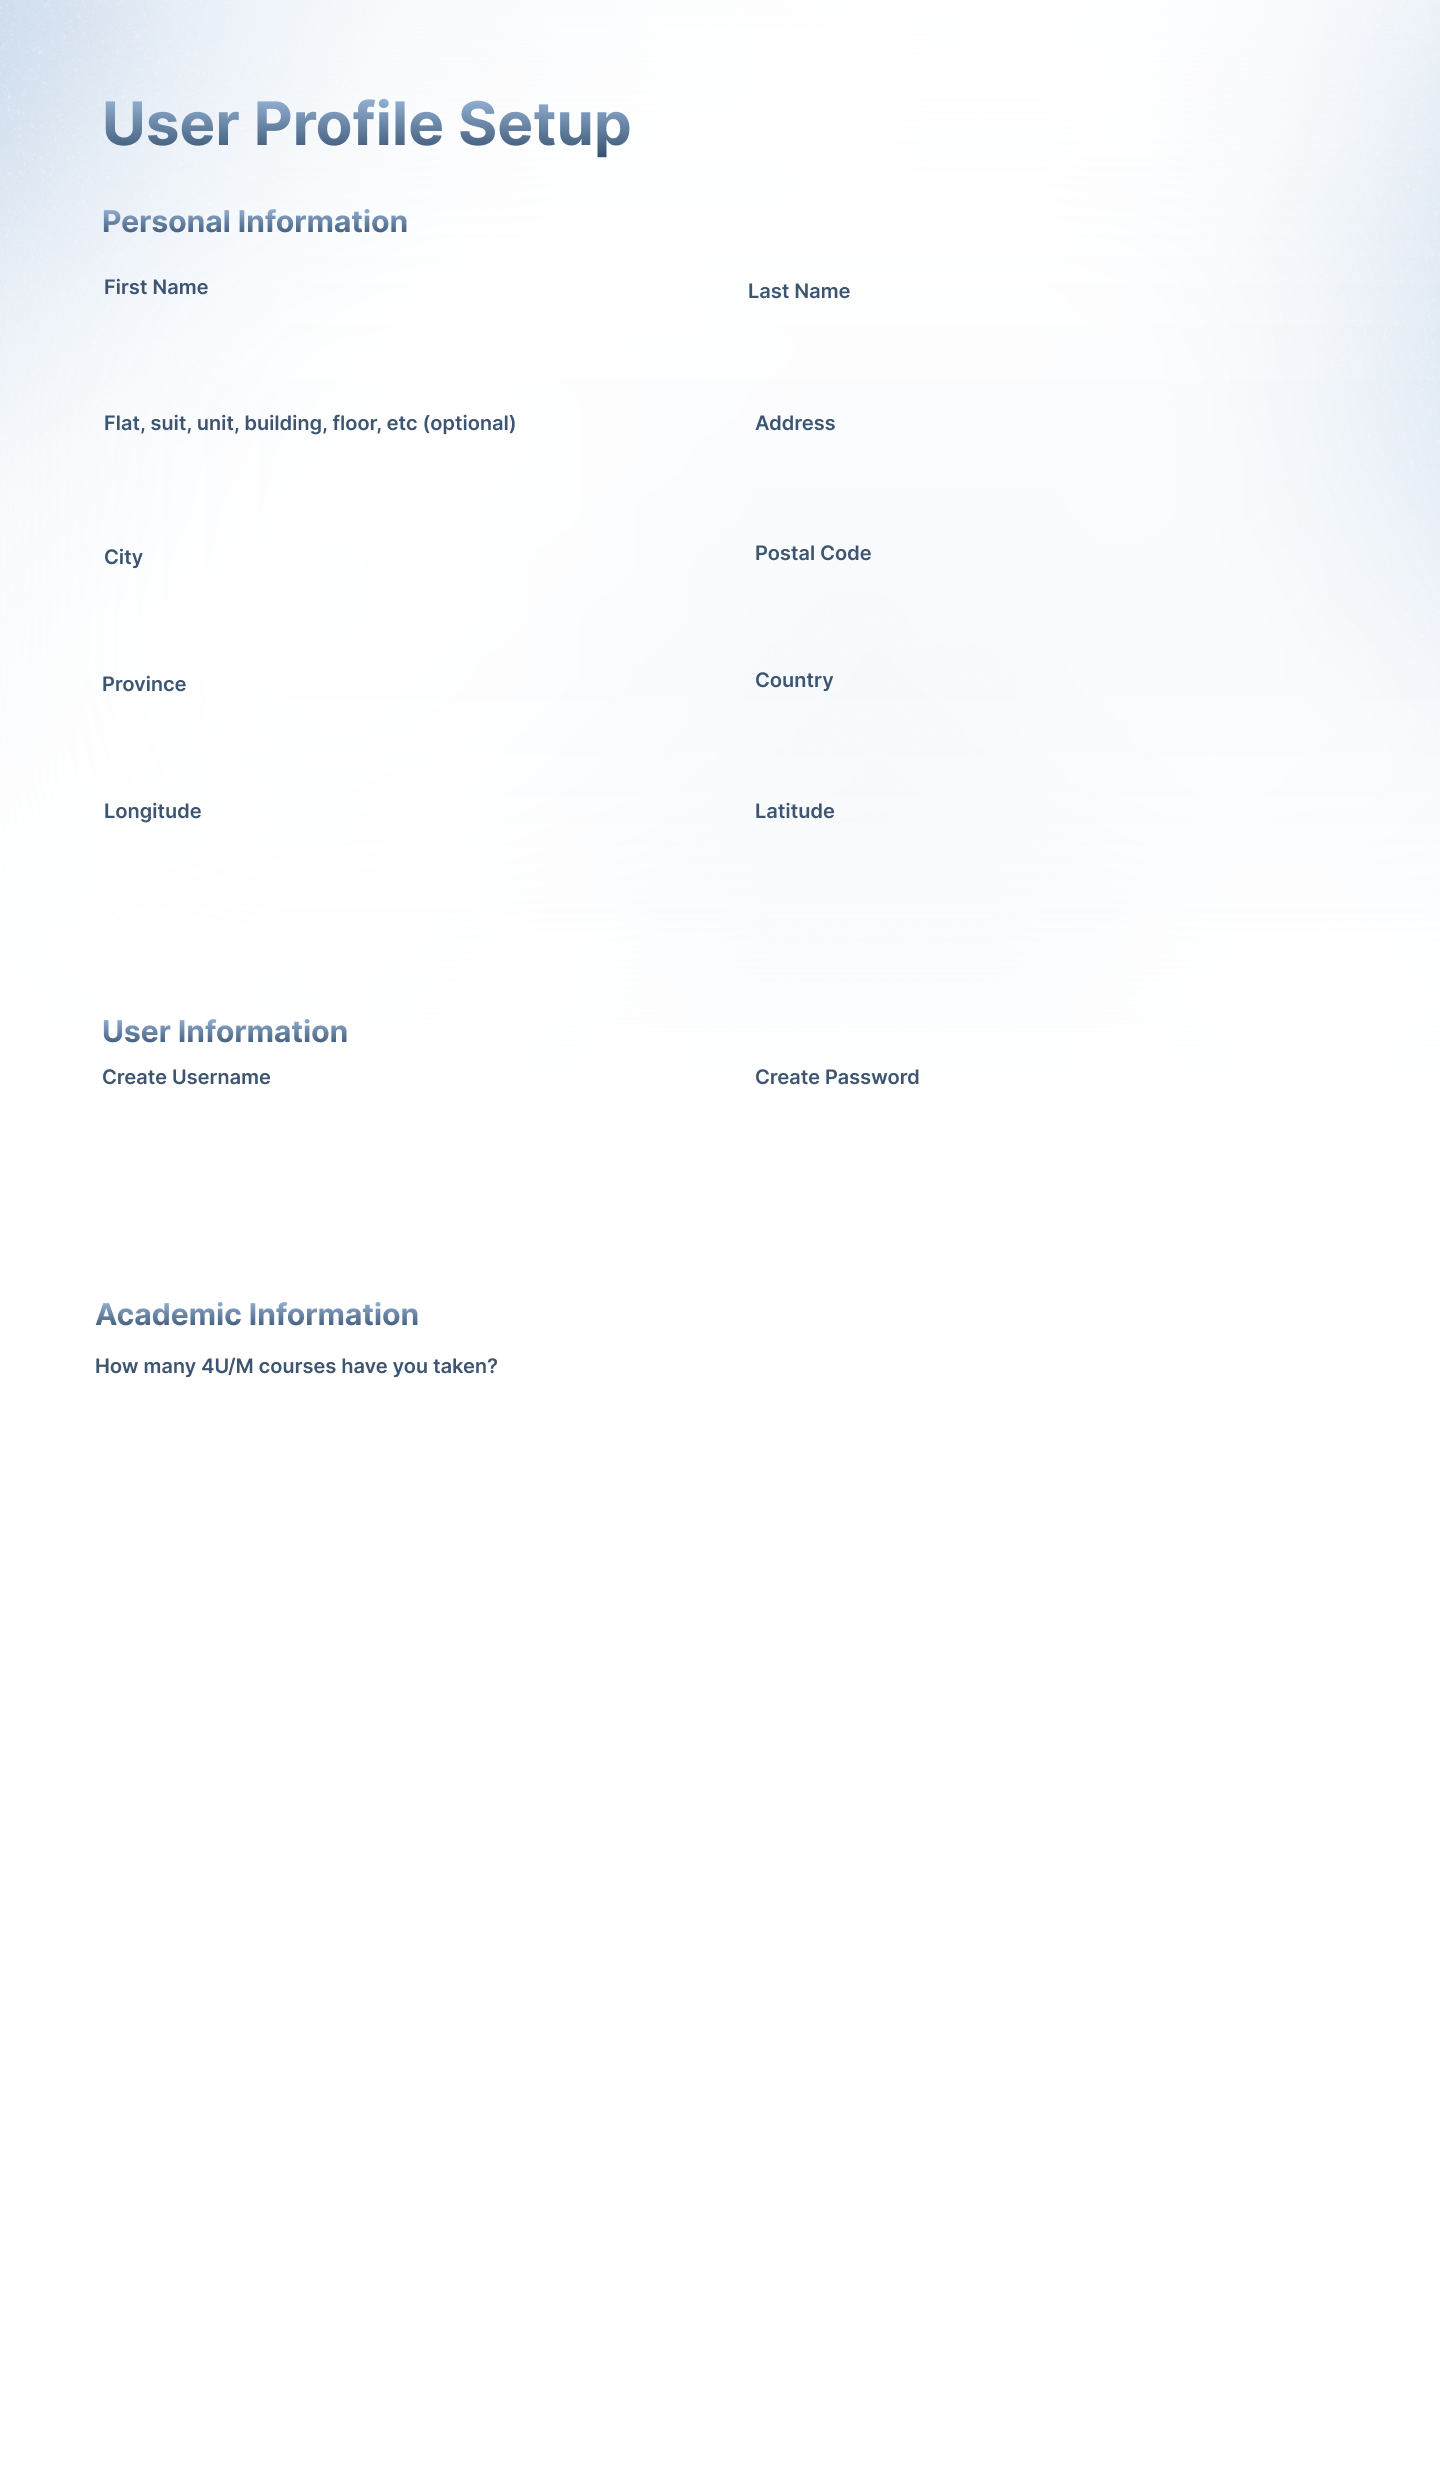 User Profile Setup
Personal Information
First Name
Last Name
Flat, suit, unit, building, floor, etc (optional)
Address
City
Postal Code
Province
Country
Longitude
Latitude
User Information
Create Username
Create Password
Academic Information
How many 4U/M courses have you taken?